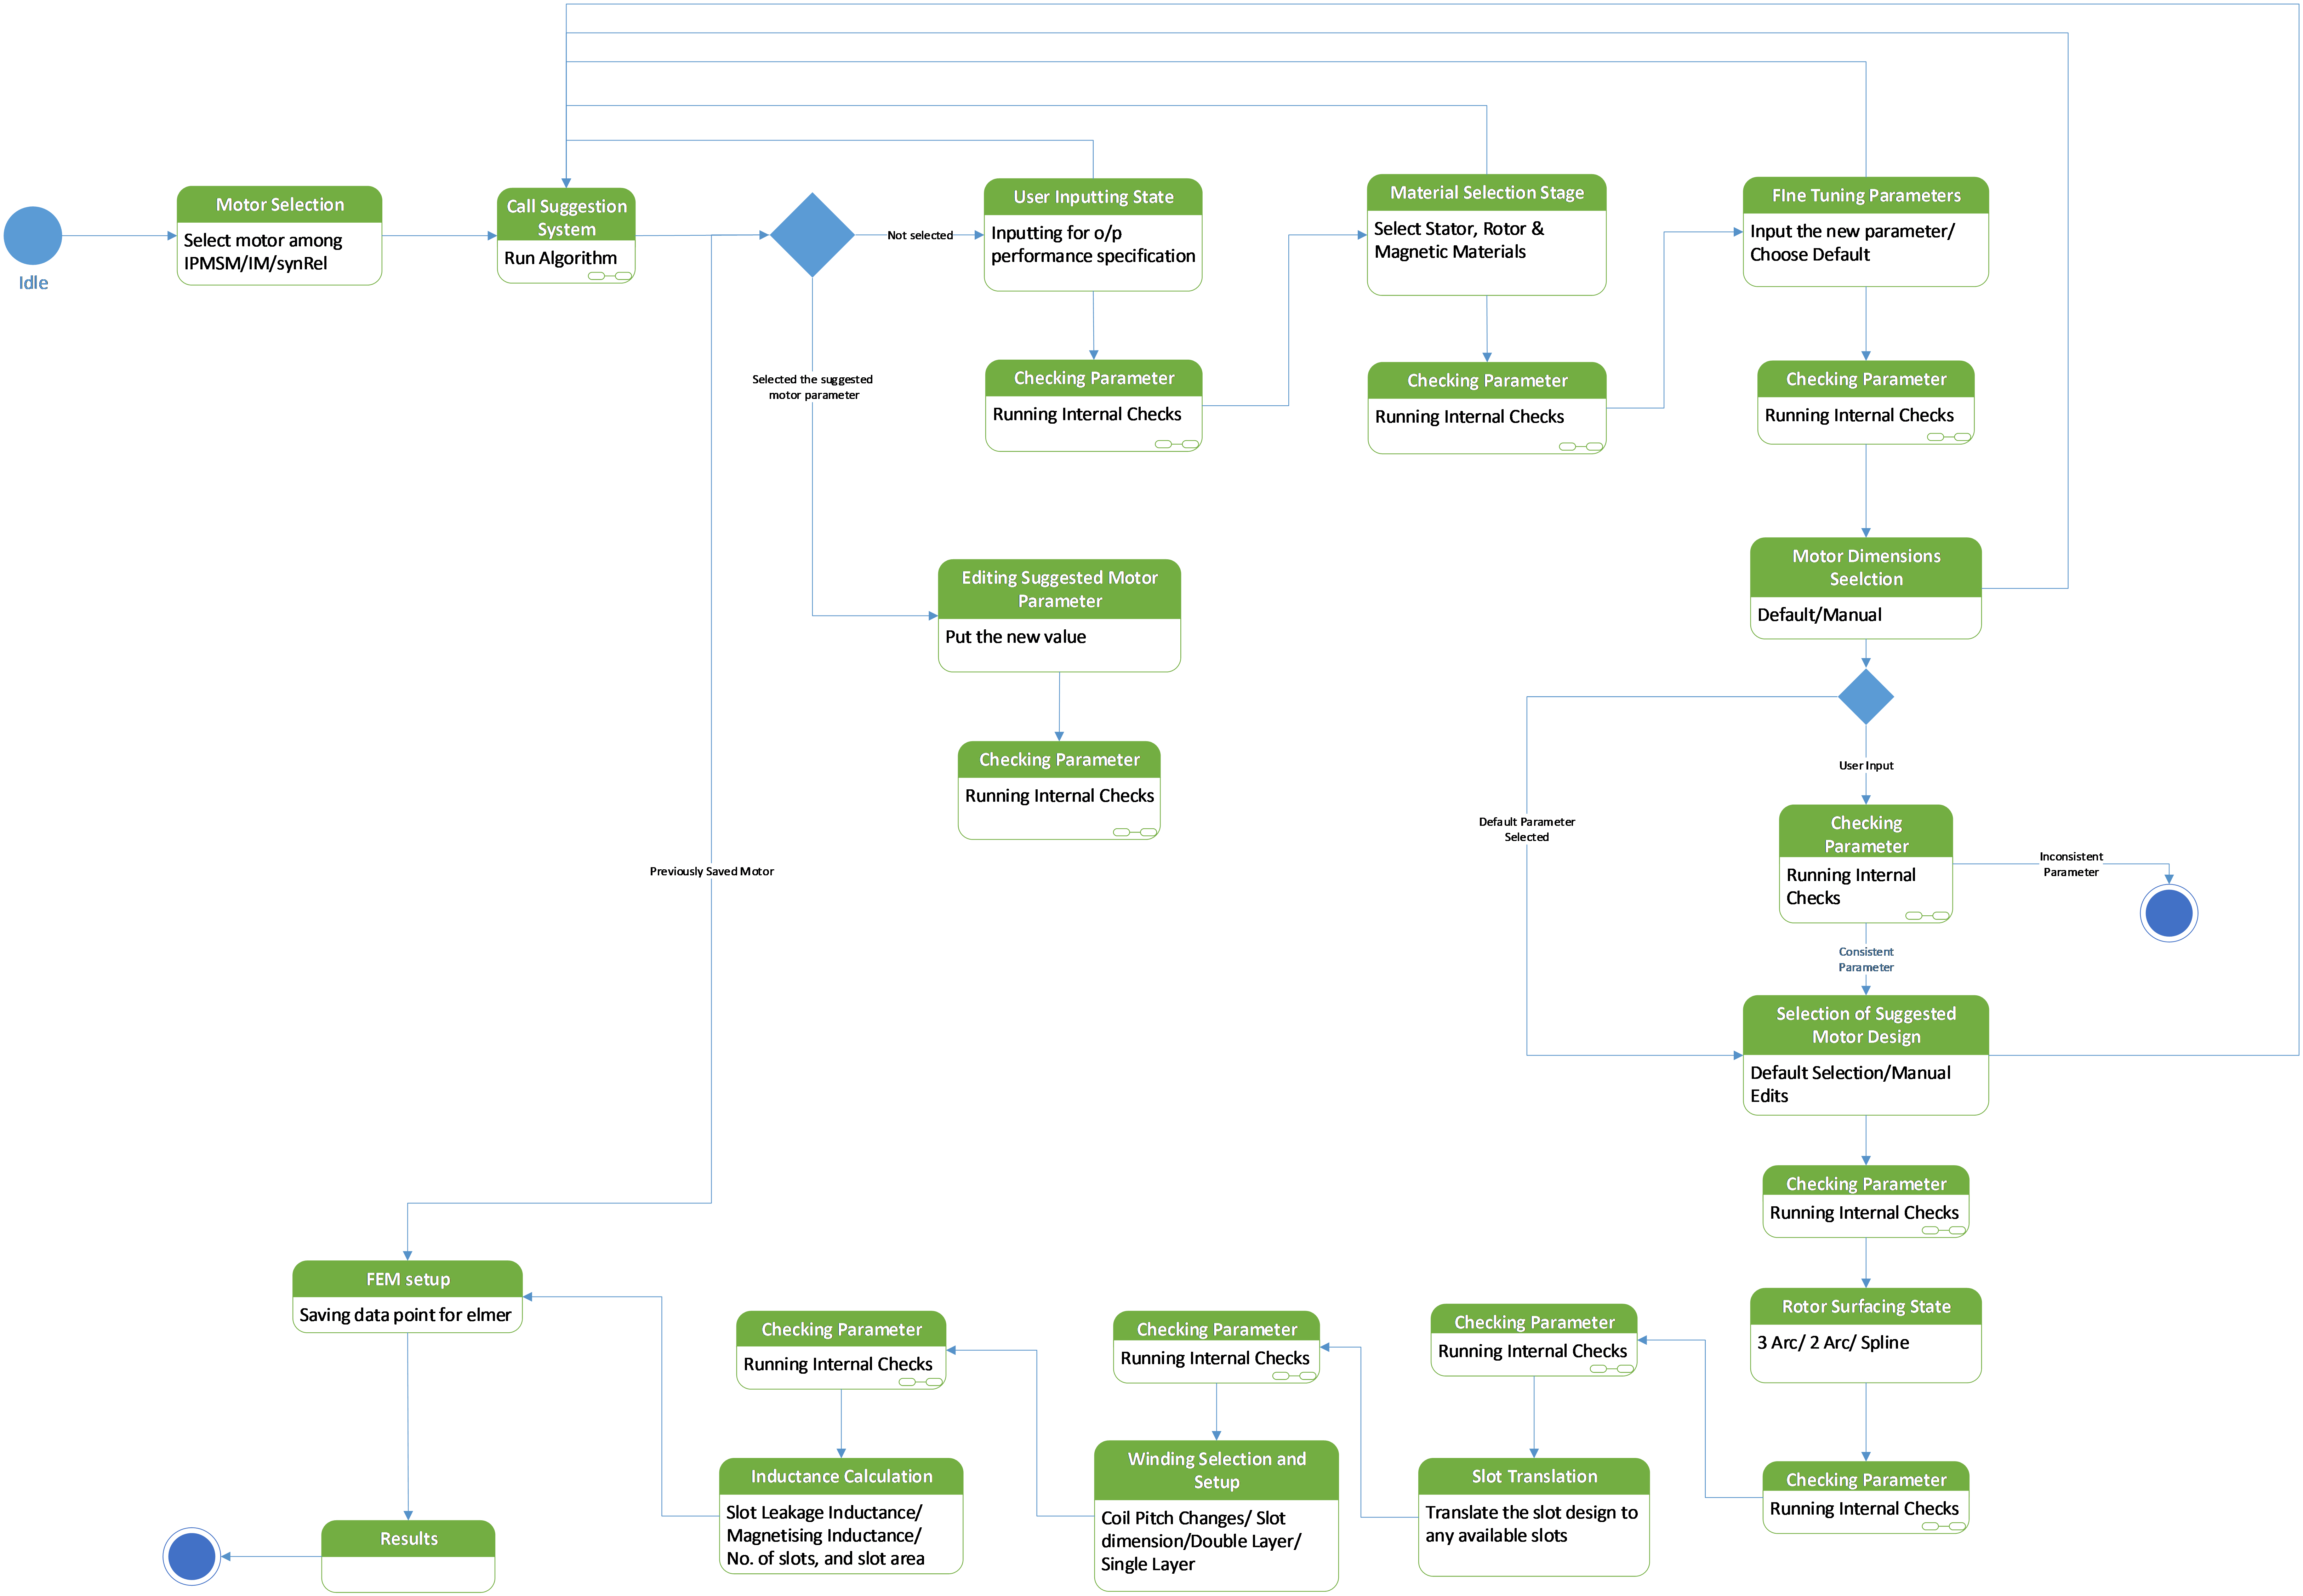 Idle
Motor Selection
Select motor among
IPMSM/IM/synRel
Call Suggestion
System
Run Algorithm
Not selected
User Inputting State
Inputting for o/p
performance specification
Material Selection Stage
Select Stator, Rotor &
Magnetic Materials
FIne Tuning Parameters
Input the new parameter/
Choose Default
Selected the suggested
motor parameter
Checking Parameter
Running Internal Checks
Checking Parameter
Running Internal Checks
Checking Parameter
Running Internal Checks
Editing Suggested Motor
Parameter
Put the new value
Motor Dimensions
Seelction
Default/Manual
Checking Parameter
Running Internal Checks
User Input
Default Parameter
Selected
Previously Saved Motor
Checking
Parameter
Running Internal
Checks
Inconsistent
Parameter
Consistent
Parameter
Selection of Suggested
Motor Design
Default Selection/Manual
Edits
Checking Parameter
Running Internal Checks
Rotor Surfacing State
3 Arc/ 2 Arc/ Spline
FEM setup
Saving data point for elmer
Checking Parameter
Running Internal Checks
Checking Parameter
Running Internal Checks
Checking Parameter
Running Internal Checks
Checking Parameter
Running Internal Checks
Results
Inductance Calculation
Slot Leakage Inductance/
Magnetising Inductance/
No. of slots, and slot area
Winding Selection and
Setup
Coil Pitch Changes/ Slot
dimension/Double Layer/
Single Layer
Slot Translation
Translate the slot design to
any available slots